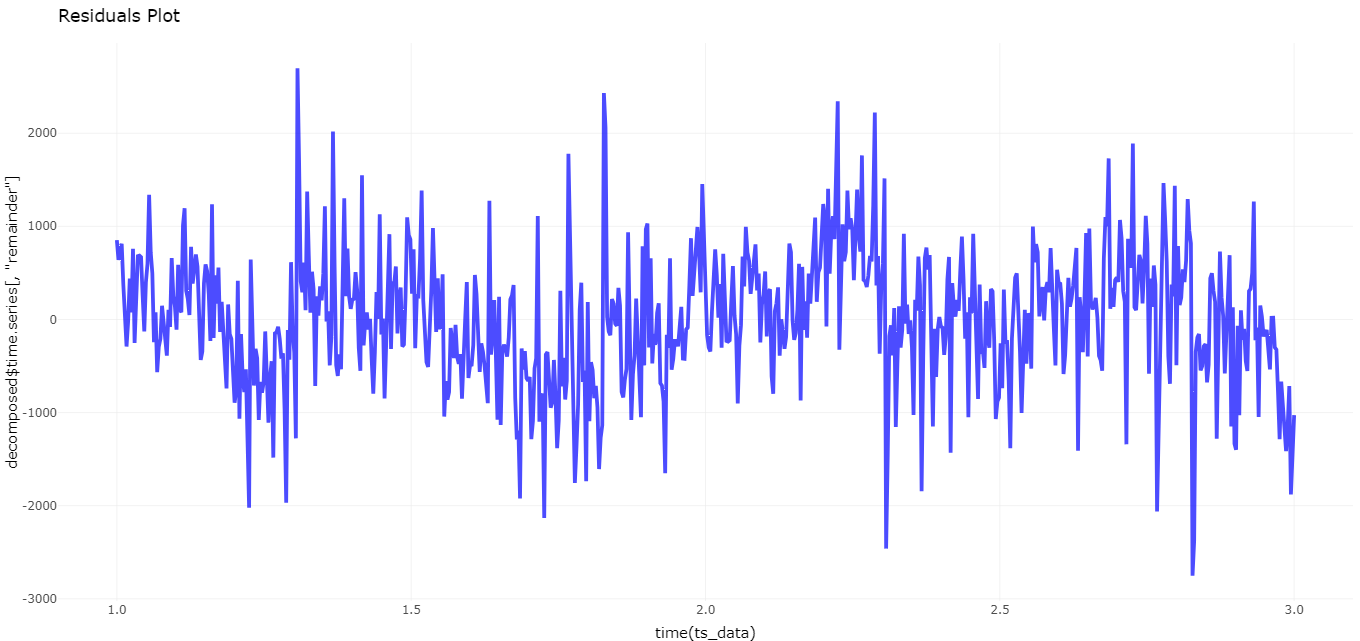 Residuals Plot
decomposed$time.series[, "remainder"]
2000
1000
0
-1000
-2000
-3000
1.0 1.5 2.0 2.5 3.0
time(ts_data)